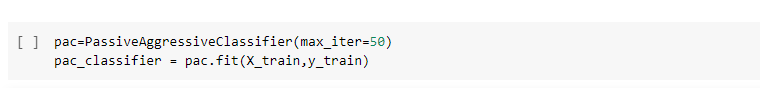 [ ] pac=PassiveAggressiveClassifier(max_iter=50)
pac_classifier = pac.fit(X_train,y_train)